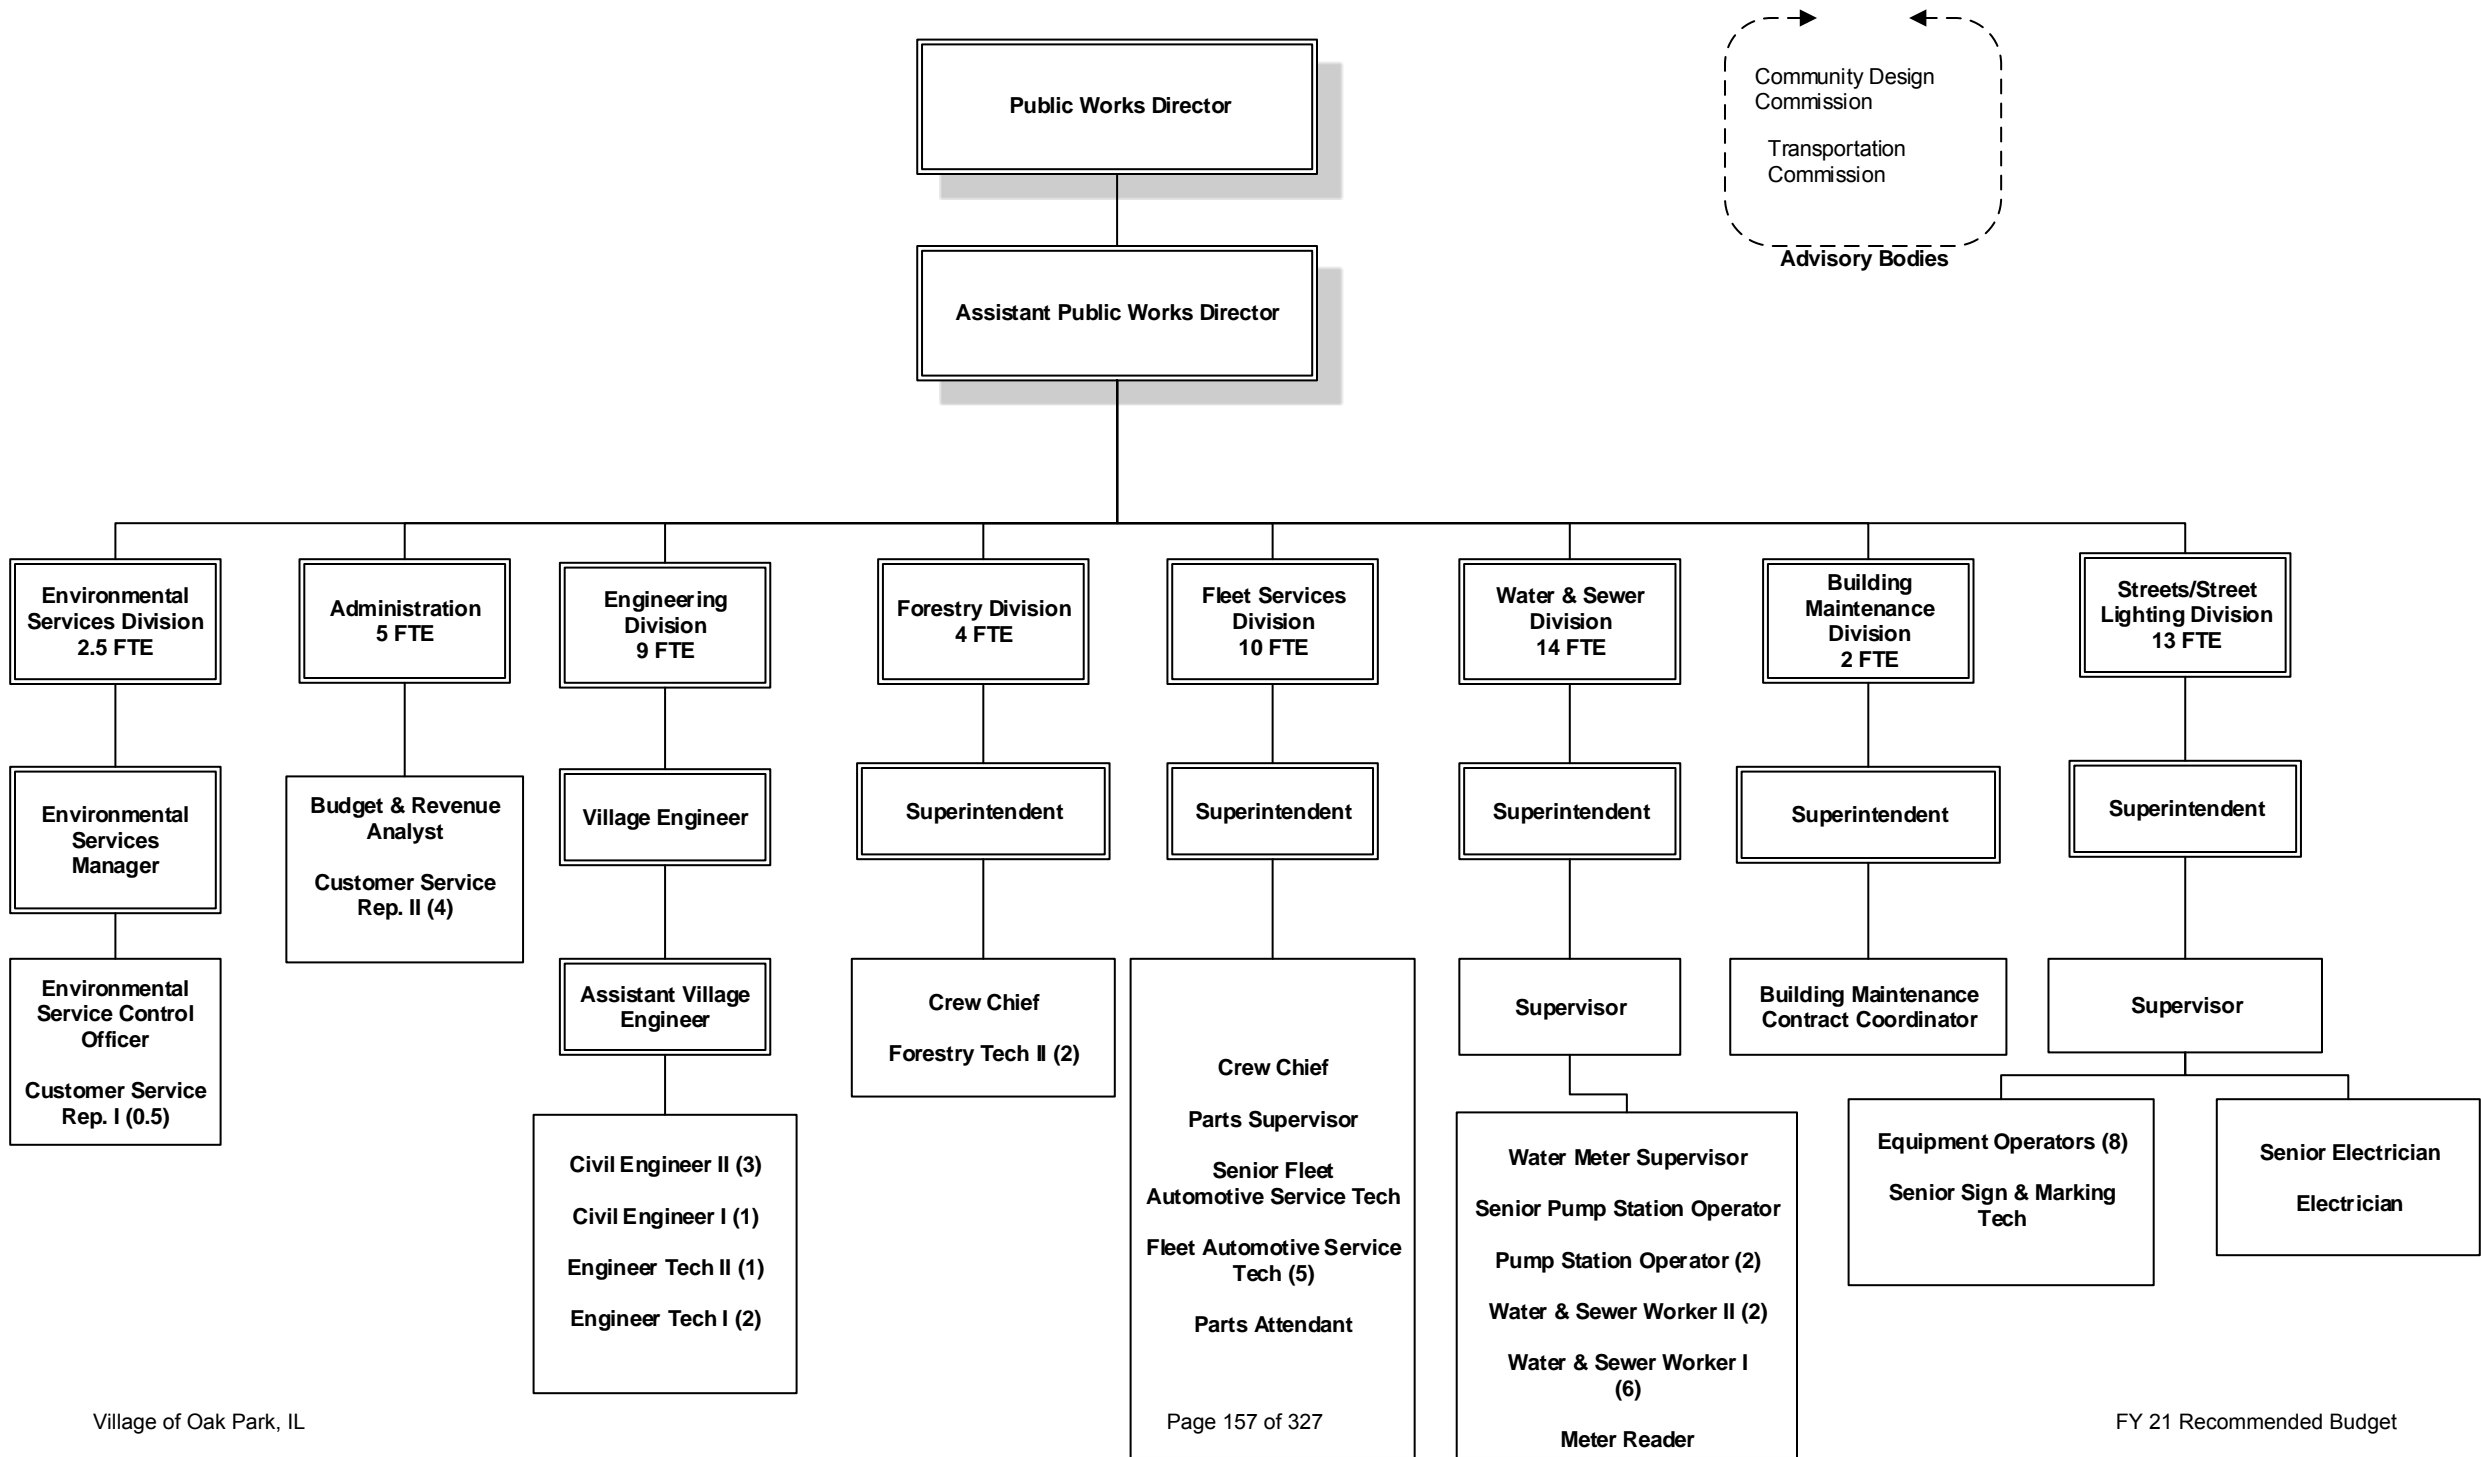 Public Works Director
Community Design
Commission
Transportation
Commission
Advisory Bodies
Assistant Public Works Director
Environmental
Services Division
2.5 FTE
Administration
5 FTE
Engineering
Division
9 FTE
Forestry Division
4 FTE
Fleet Services
Division
10 FTE
Water & Sewer
Division
14 FTE
Building
Maintenance
Division
2 FTE
Streets/Street
Lighting Division
13 FTE
Environmental
Services
Manager
Budget & Revenue
Analyst
Customer Service
Rep. II (4)
Village Engineer
Superintendent
Superintendent
Superintendent
Superintendent
Superintendent
Environmental
Service Control
Officer
Customer Service
Rep. I (0.5)
Assistant Village
Engineer
Civil Engineer II (3)
Civil Engineer I (1)
Engineer Tech II (1)
Engineer Tech I (2)
Crew Chief
Forestry Tech II (2)
Crew Chief
Parts Supervisor
Senior Fleet
Automotive Service Tech
Fleet Automotive Service
Tech (5)
Parts Attendant
Supervisor
Water Meter Supervisor
Senior Pump Station Operator
Pump Station Operator (2)
Water & Sewer Worker II (2)
Water & Sewer Worker I
(6)
Meter Reader
Building Maintenance
Contract Coordinator
Supervisor
Equipment Operators (8)
Senior Sign & Marking
Tech
Senior Electrician
Electrician
Village of Oak Park, IL
Page 157 of 327
FY 21 Recommended Budget